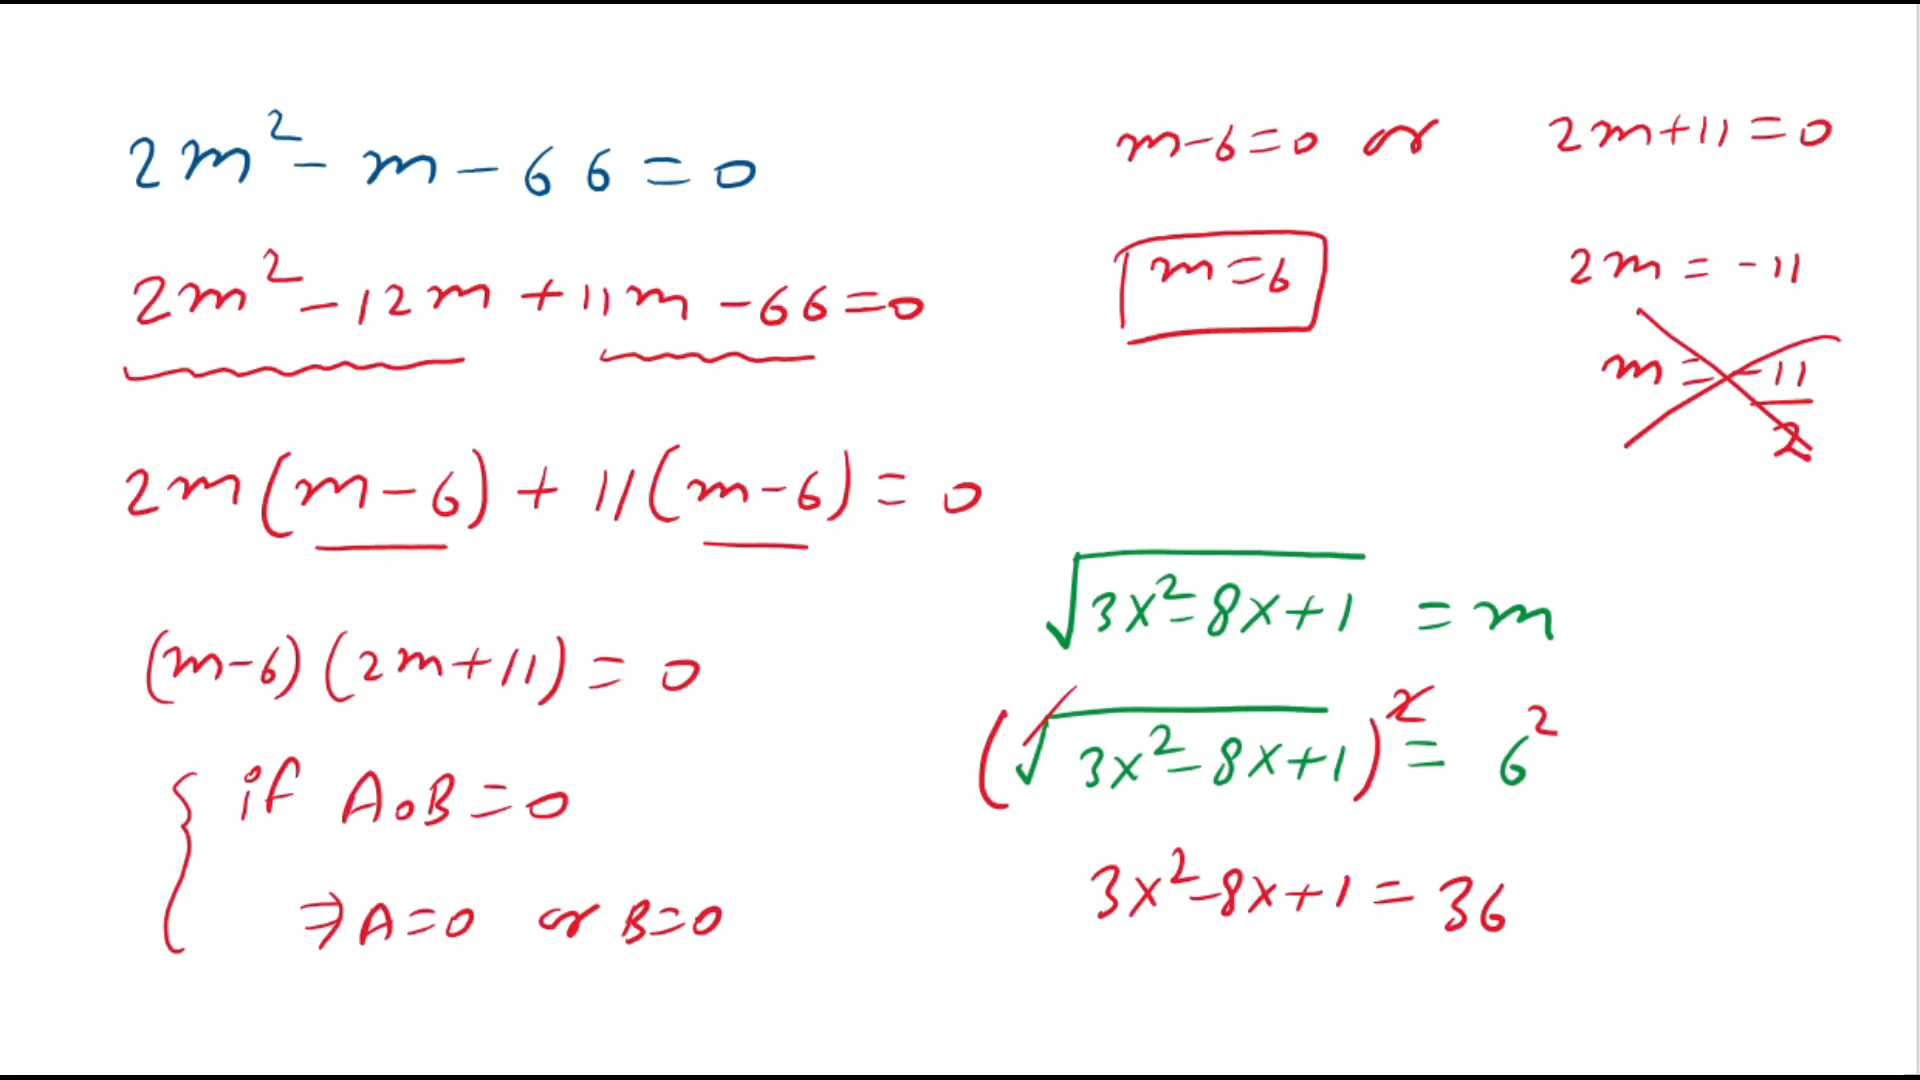 2m² - m - 66 = 0
2m² - 12m + 11m - 66 = 0
2m(m-6) + 11(m-6) = 0
(m-6)(2m+11) = 0
if A∘B = 0
⇒ A=0 or B=0
m-6=0 or 2m+11=0
m=6
2m = -11
m = -11/2
√(3x²-8x+1) = m
(√(3x²-8x+1))² = 6²
3x²-8x+1 = 36